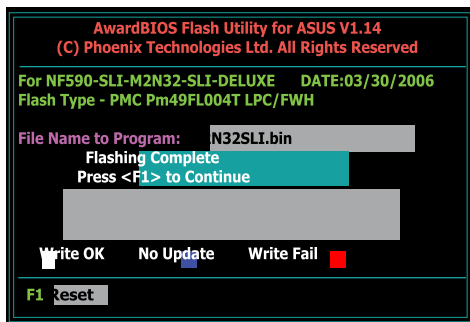 AwardBIOS Flash Utility for ASUS V1.14
(C) Phoenix Technologies Ltd. All Rights Reserved
For NF590-SLI-M2N32-SLI-DELUXE DATE:03/30/2006
Flash Type - PMC Pm49FL004T LPC/FWH
File Name to Program: N32SLI.bin
Flashing Complete
Press <F1> to Continue
Write OK No Update Write Fail
F1 Reset